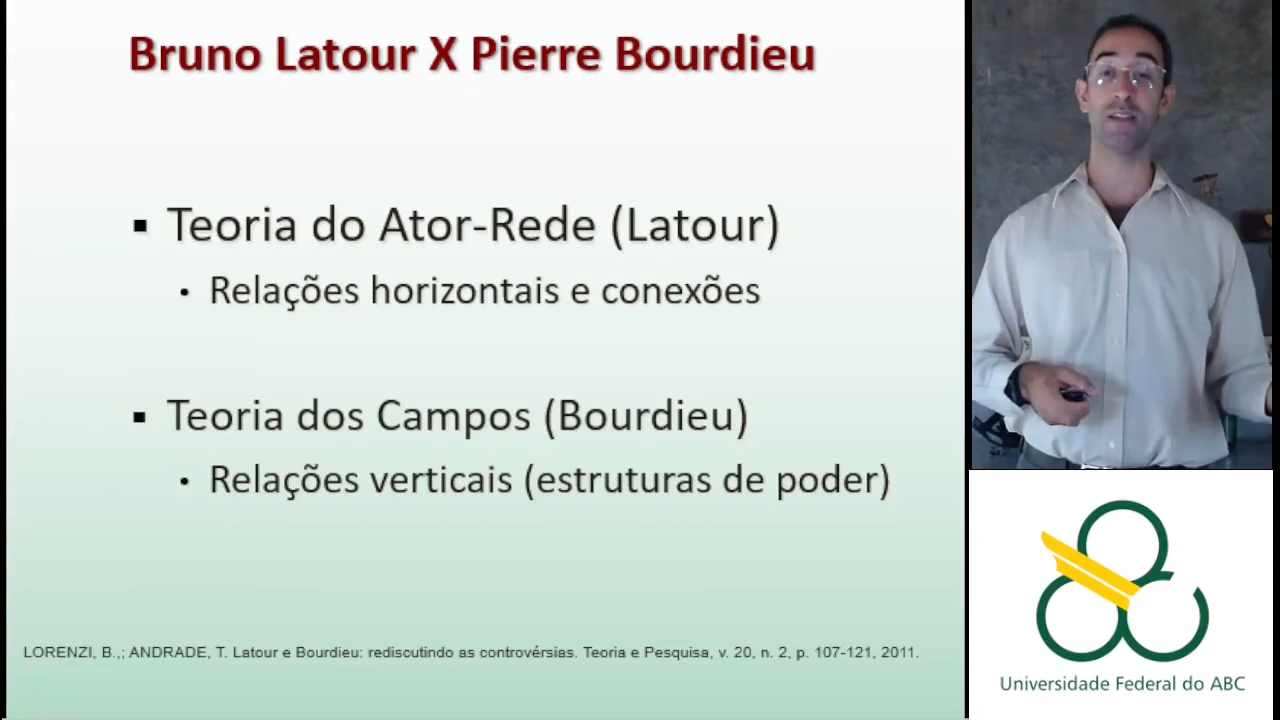 Bruno Latour X Pierre Bourdieu
▪ Teoria do Ator-Rede (Latour)
• Relações horizontais e conexões
▪ Teoria dos Campos (Bourdieu)
• Relações verticais (estruturas de poder)
LORENZI, B.,; ANDRADE, T. Latour e Bourdieu: rediscutindo as controvérsias. Teoria e Pesquisa, v. 20, n. 2, p. 107-121, 2011.
Universidade Federal do ABC